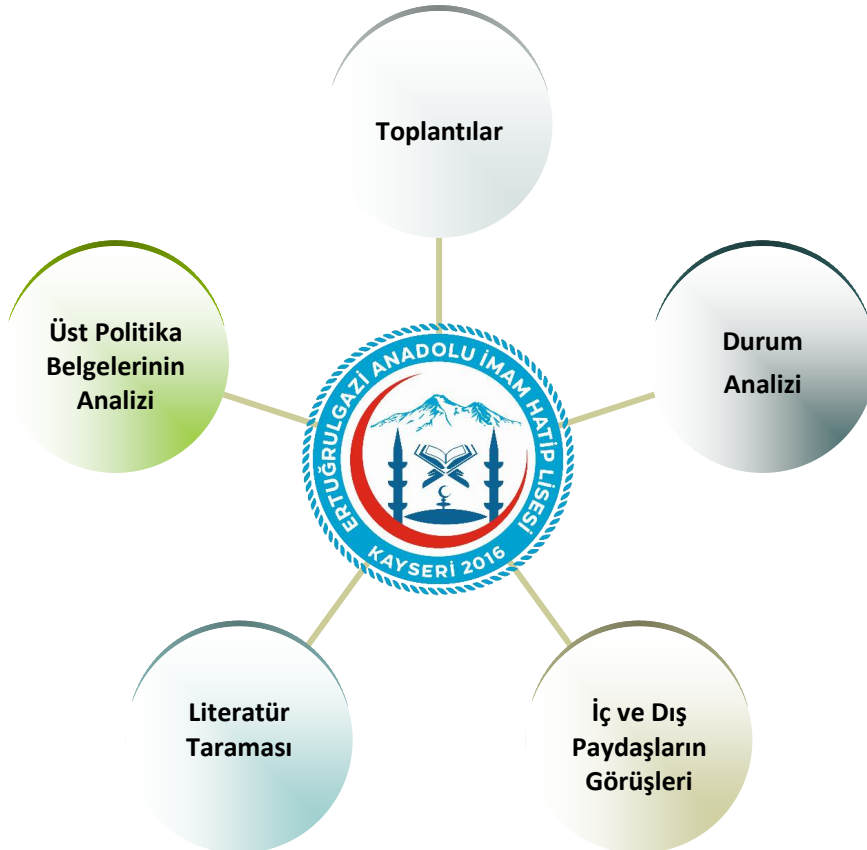 Toplantılar
Üst Politika
Belgelerinin
Analizi
Durum
Analizi
ERTUĞRULGAZİ ANADOLU İMAM HATİP LİSESİ
KAYSERİ 2016
Literatür
Taraması
İç ve Dış
Paydaşların
Görüşleri